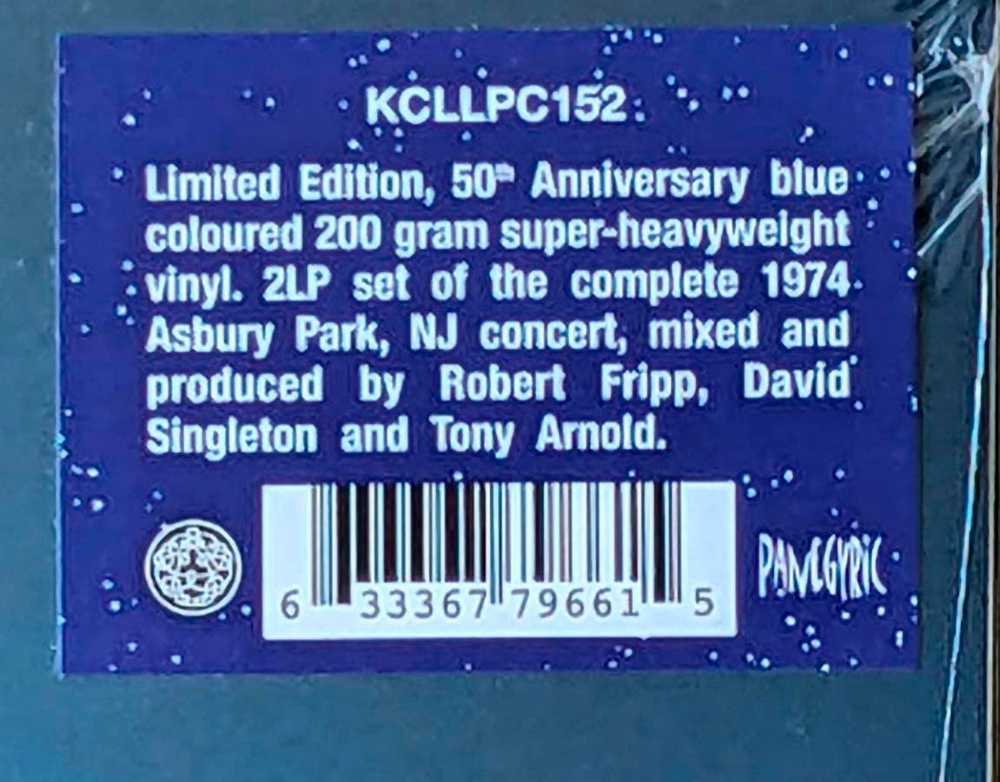 KCLLPC152
Limited Edition, 50th Anniversary blue
coloured 200 gram super-heavyweight
vinyl. 2LP set of the complete 1974
Asbury Park, NJ concert, mixed and
produced by Robert Fripp, David
Singleton and Tony Arnold.
6 33367 79661 5
PANEGYRIC